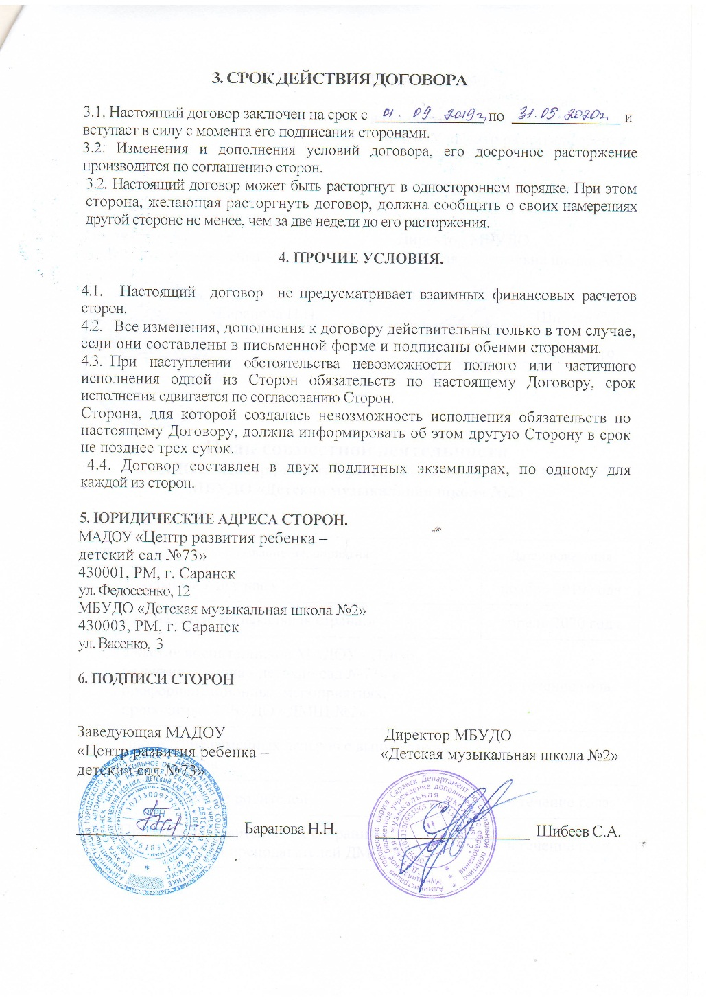 3. СРОК ДЕЙСТВИЯ ДОГОВОРА
3.1. Настоящий договор заключен на срок с 01. 09. 2019г, по 31.05.2020г. и
вступает в силу с момента его подписания сторонами.
3.2. Изменения и дополнения условий договора, его досрочное расторжение
производится по соглашению сторон.
3.2. Настоящий договор может быть расторгнут в одностороннем порядке. При этом
сторона, желающая расторгнуть договор, должна сообщить о своих намерениях
другой стороне не менее, чем за две недели до его расторжения.
4. ПРОЧИЕ УСЛОВИЯ.
4.1. Настоящий договор не предусматривает взаимных финансовых расчетов
сторон.
4.2. Все изменения, дополнения к договору действительны только в том случае,
если они составлены в письменной форме и подписаны обеими сторонами.
4.3. При наступлении обстоятельства невозможности полного или частичного
исполнения одной из Сторон обязательств по настоящему Договору, срок
исполнения сдвигается по согласованию Сторон.
Сторона, для которой создалась невозможность исполнения обязательств по
настоящему Договору, должна информировать об этом другую Сторону в срок
не позднее трех суток.
4.4. Договор составлен в двух подлинных экземплярах, по одному для
каждой из сторон.
5. ЮРИДИЧЕСКИЕ АДРЕСА СТОРОН.
МАДОУ «Центр развития ребенка –
детский сад №73»
430001, РМ, г. Саранск
ул. Федосеенко, 12
МБУДО «Детская музыкальная школа №2»
430003, РМ, г. Саранск
ул. Васенко, 3
6. ПОДПИСИ СТОРОН
Заведующая МАДОУ
«Центр развития ребенка –
детский сад №73»
Баранова Н.Н.
Директор МБУДО
«Детская музыкальная школа №2»
Шибеев С.А.